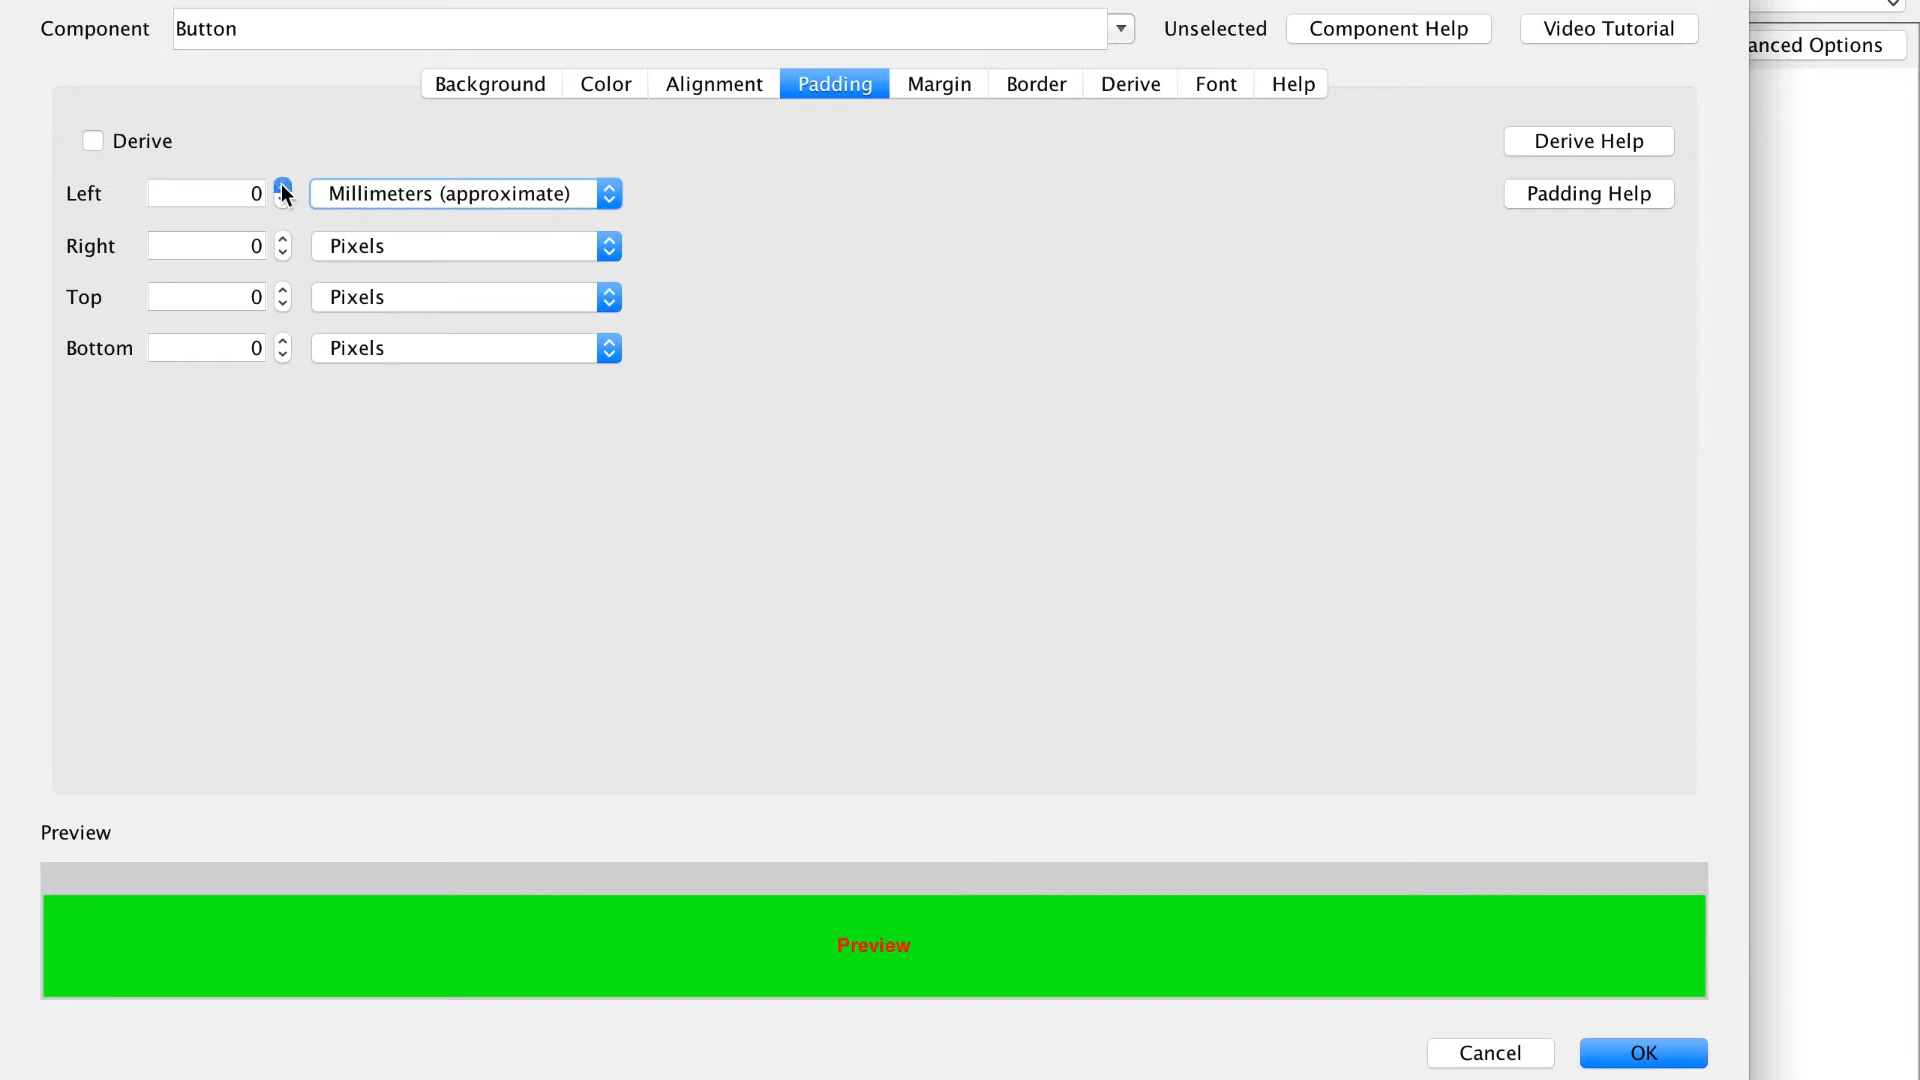 Component Button Unselected Component Help Video Tutorial
anced Options
Background Color Alignment Padding Margin Border Derive Font Help
Derive Derive Help
Left 0 Millimeters (approximate) Padding Help
Right 0 Pixels
Top 0 Pixels
Bottom 0 Pixels
Preview
Preview
Cancel OK